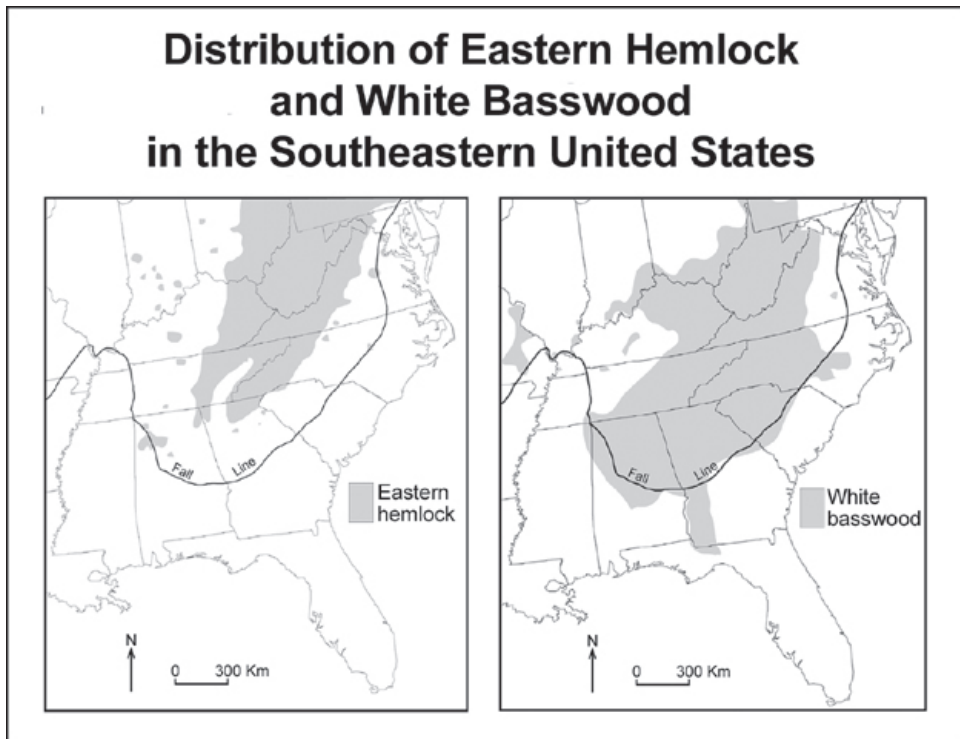 Distribution of Eastern Hemlock
and White Basswood
in the Southeastern United States
Fall Line
Eastern
hemlock
N
0 300 Km
Fall Line
White
basswood
N
0 300 Km